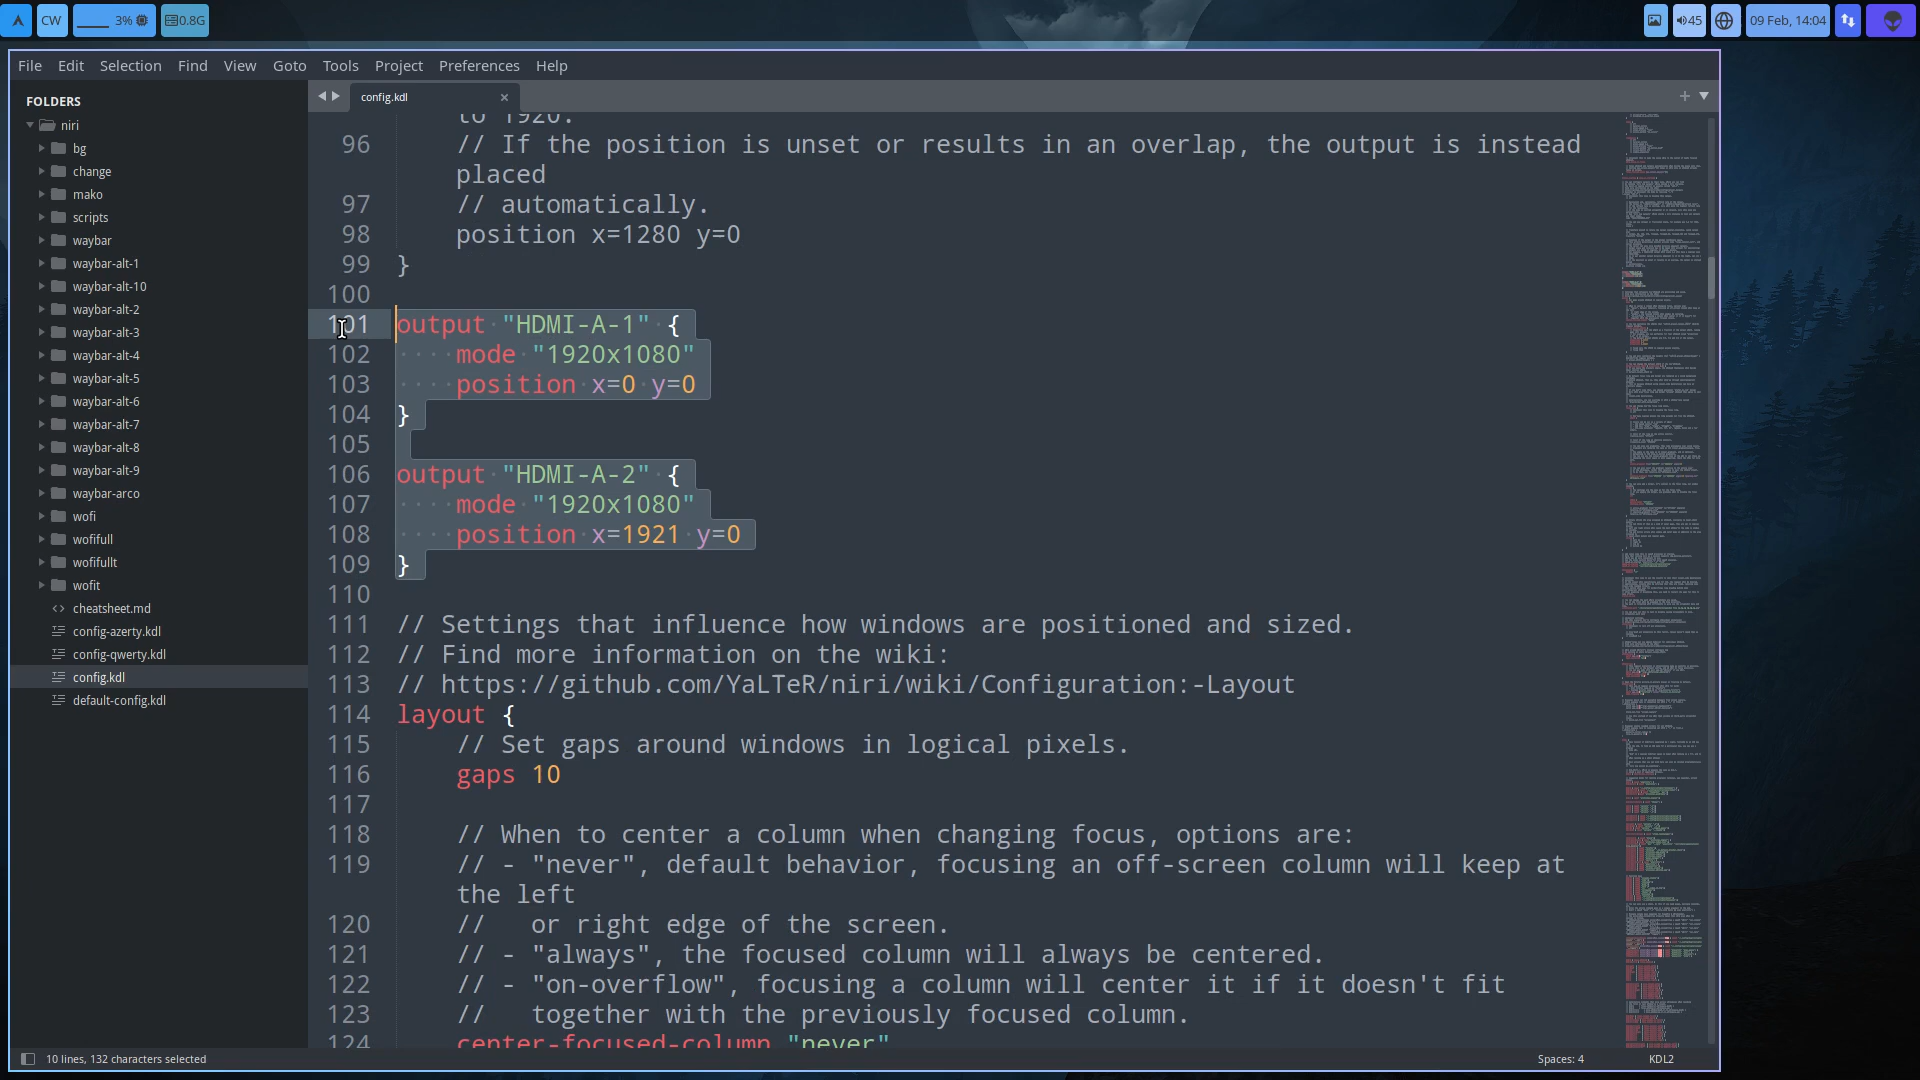 CW
3%
0.8G
45
09 Feb, 14:04
File Edit Selection Find View Goto Tools Project Preferences Help
FOLDERS
niri
bg
change
mako
scripts
waybar
waybar-alt-1
waybar-alt-10
waybar-alt-2
waybar-alt-3
waybar-alt-4
waybar-alt-5
waybar-alt-6
waybar-alt-7
waybar-alt-8
waybar-alt-9
waybar-arco
wofi
wofifull
wofifullt
wofit
cheatsheet.md
config-azerty.kdl
config-qwerty.kdl
config.kdl
default-config.kdl
config.kdl
to 1920.
96 // If the position is unset or results in an overlap, the output is instead
placed
97 // automatically.
98 position x=1280 y=0
99 }
100
101 output "HDMI-A-1" {
102 mode "1920x1080"
103 position x=0 y=0
104 }
105
106 output "HDMI-A-2" {
107 mode "1920x1080"
108 position x=1921 y=0
109 }
110
111 // Settings that influence how windows are positioned and sized.
112 // Find more information on the wiki:
113 // https://github.com/YaLTeR/niri/wiki/Configuration:-Layout
114 layout {
115 // Set gaps around windows in logical pixels.
116 gaps 10
117
118 // When to center a column when changing focus, options are:
119 // - "never", default behavior, focusing an off-screen column will keep at
the left
120 // or right edge of the screen.
121 // - "always", the focused column will always be centered.
122 // - "on-overflow", focusing a column will center it if it doesn't fit
123 // together with the previously focused column.
124 center-focused-column "never"
10 lines, 132 characters selected
Spaces: 4
KDL2